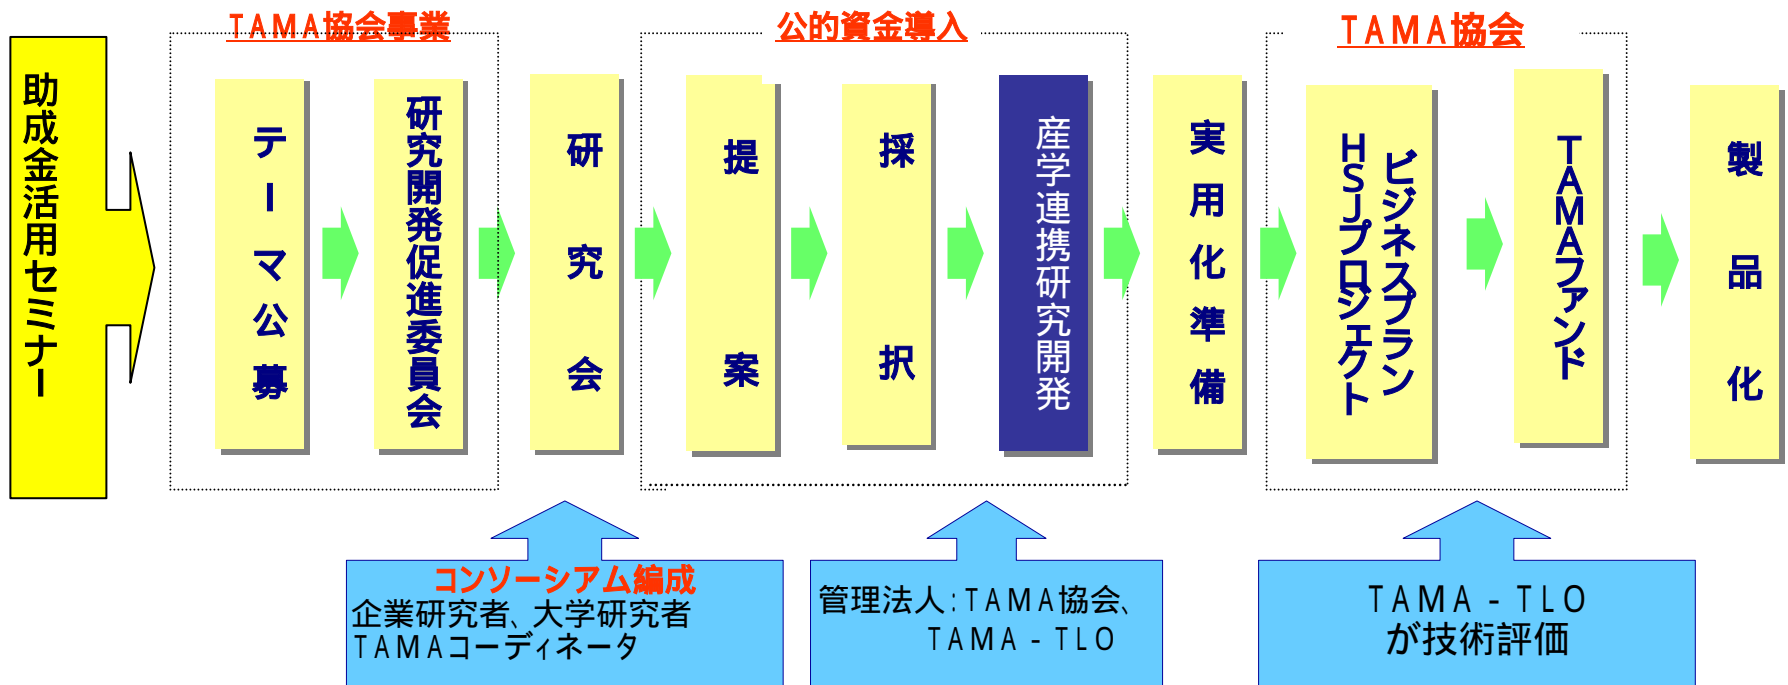 TAMA協会事業
公的資金導入
TAMA協会
助成金活用セミナー
テーマ公募
研究開発促進委員会
研究会
提案
採択
産学連携研究開発
実用化準備
ビジネスプラン
HSJプロジェクト
TAMAファンド
製品化
コンソーシアム編成
企業研究者、大学研究者
TAMAコーディネータ
管理法人:TAMA協会、
TAMA-TLO
TAMA-TLO
が技術評価